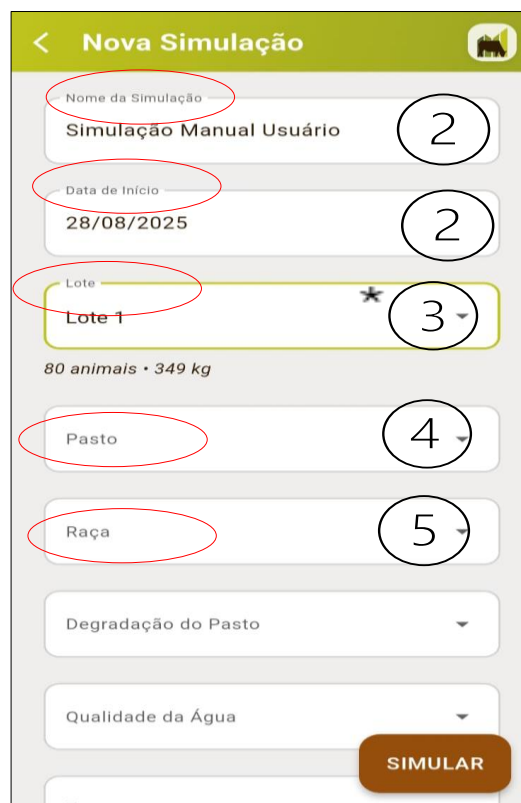 Nova Simulação
Nome da Simulação
Simulação Manual Usuário 2
Data de Início
28/08/2025 2
Lote
Lote 1 * 3
80 animais • 349 kg
Pasto 4
Raça 5
Degradação do Pasto
Qualidade da Água
SIMULAR